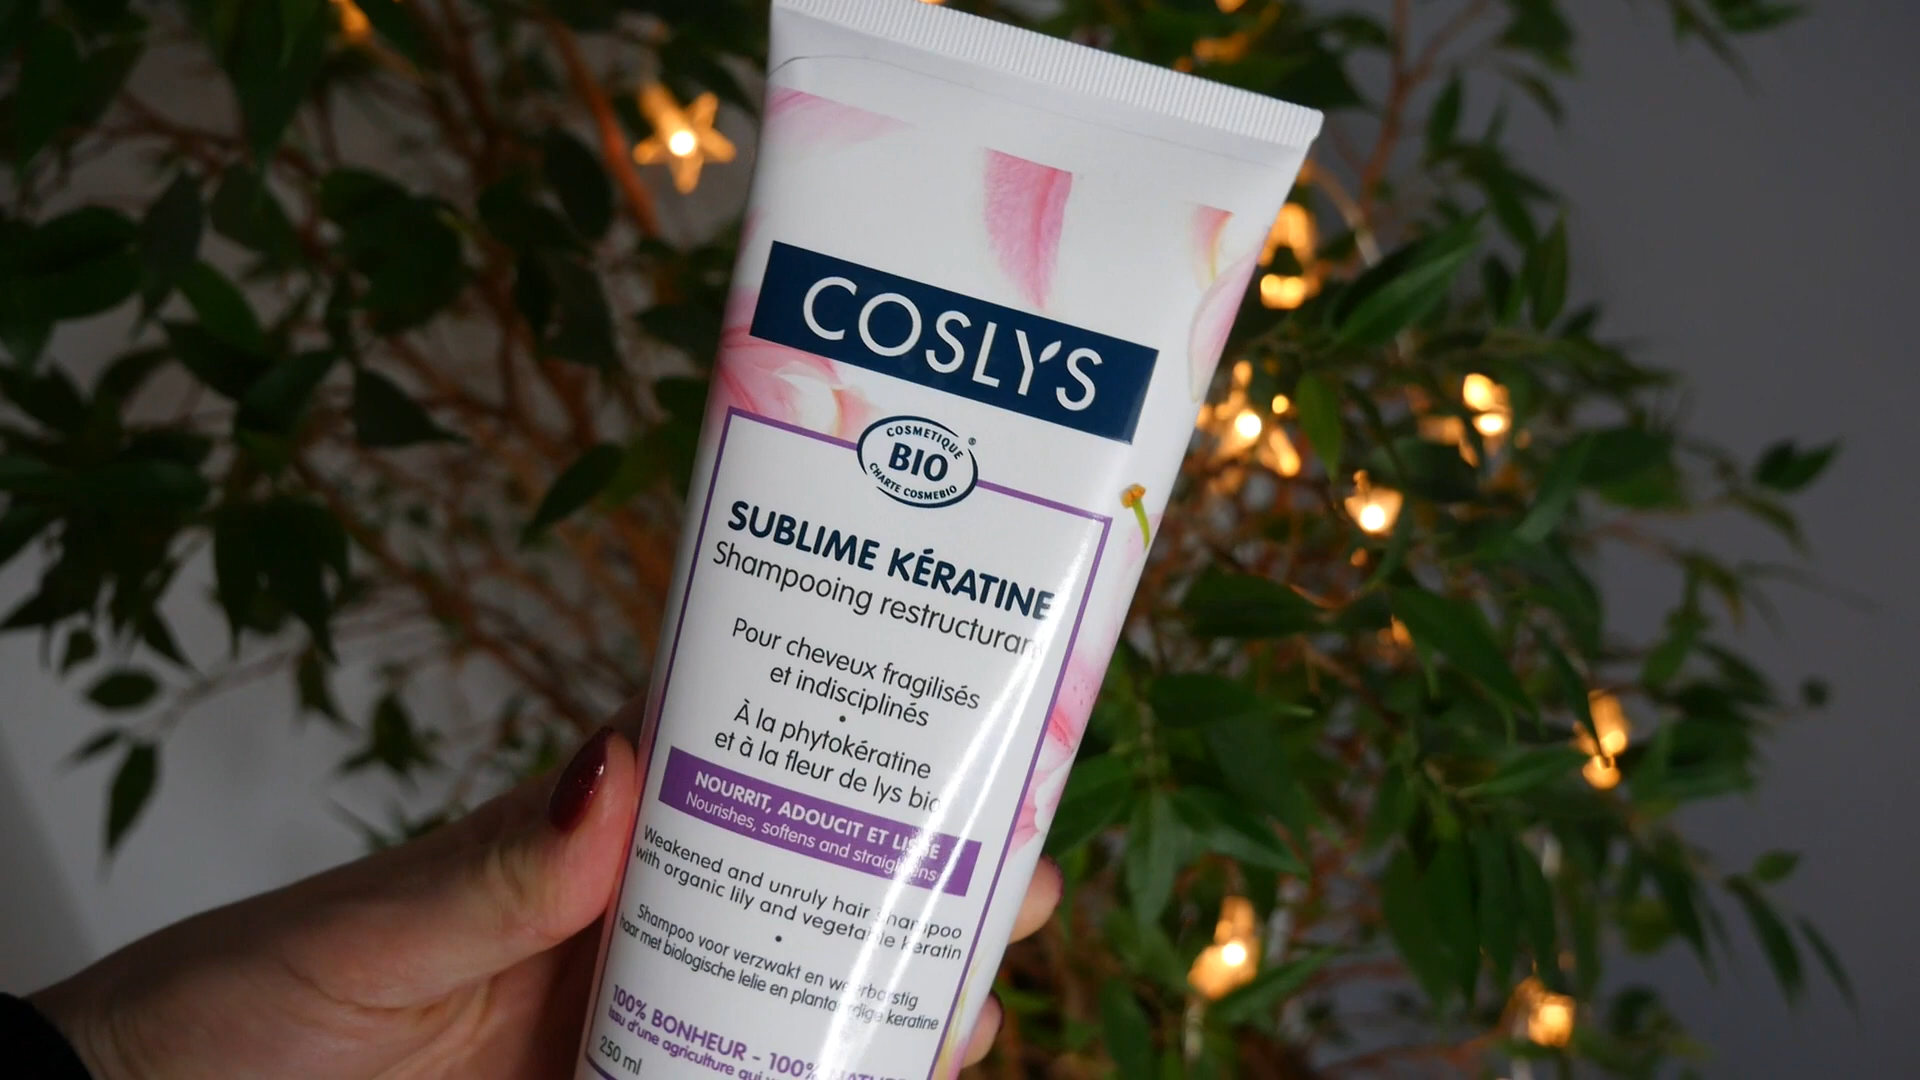 COSLYS
COSMETIQUE ®
BIO
CHARTE COSMEBIO
SUBLIME KÉRATINE
Shampooing restructurant
Pour cheveux fragilisés
et indisciplinés
•
À la phytokératine
et à la fleur de lys bio
NOURRIT, ADOUCIT ET LISSE
Nourishes, softens and straightens
Weakened and unruly hair shampoo
with organic lily and vegetable keratin
•
Shampoo voor verzwakt en weerbarstig
haar met biologische lelie en plantaardige keratine
100% BONHEUR - 100%
Issu d'une agriculture qui
250 ml